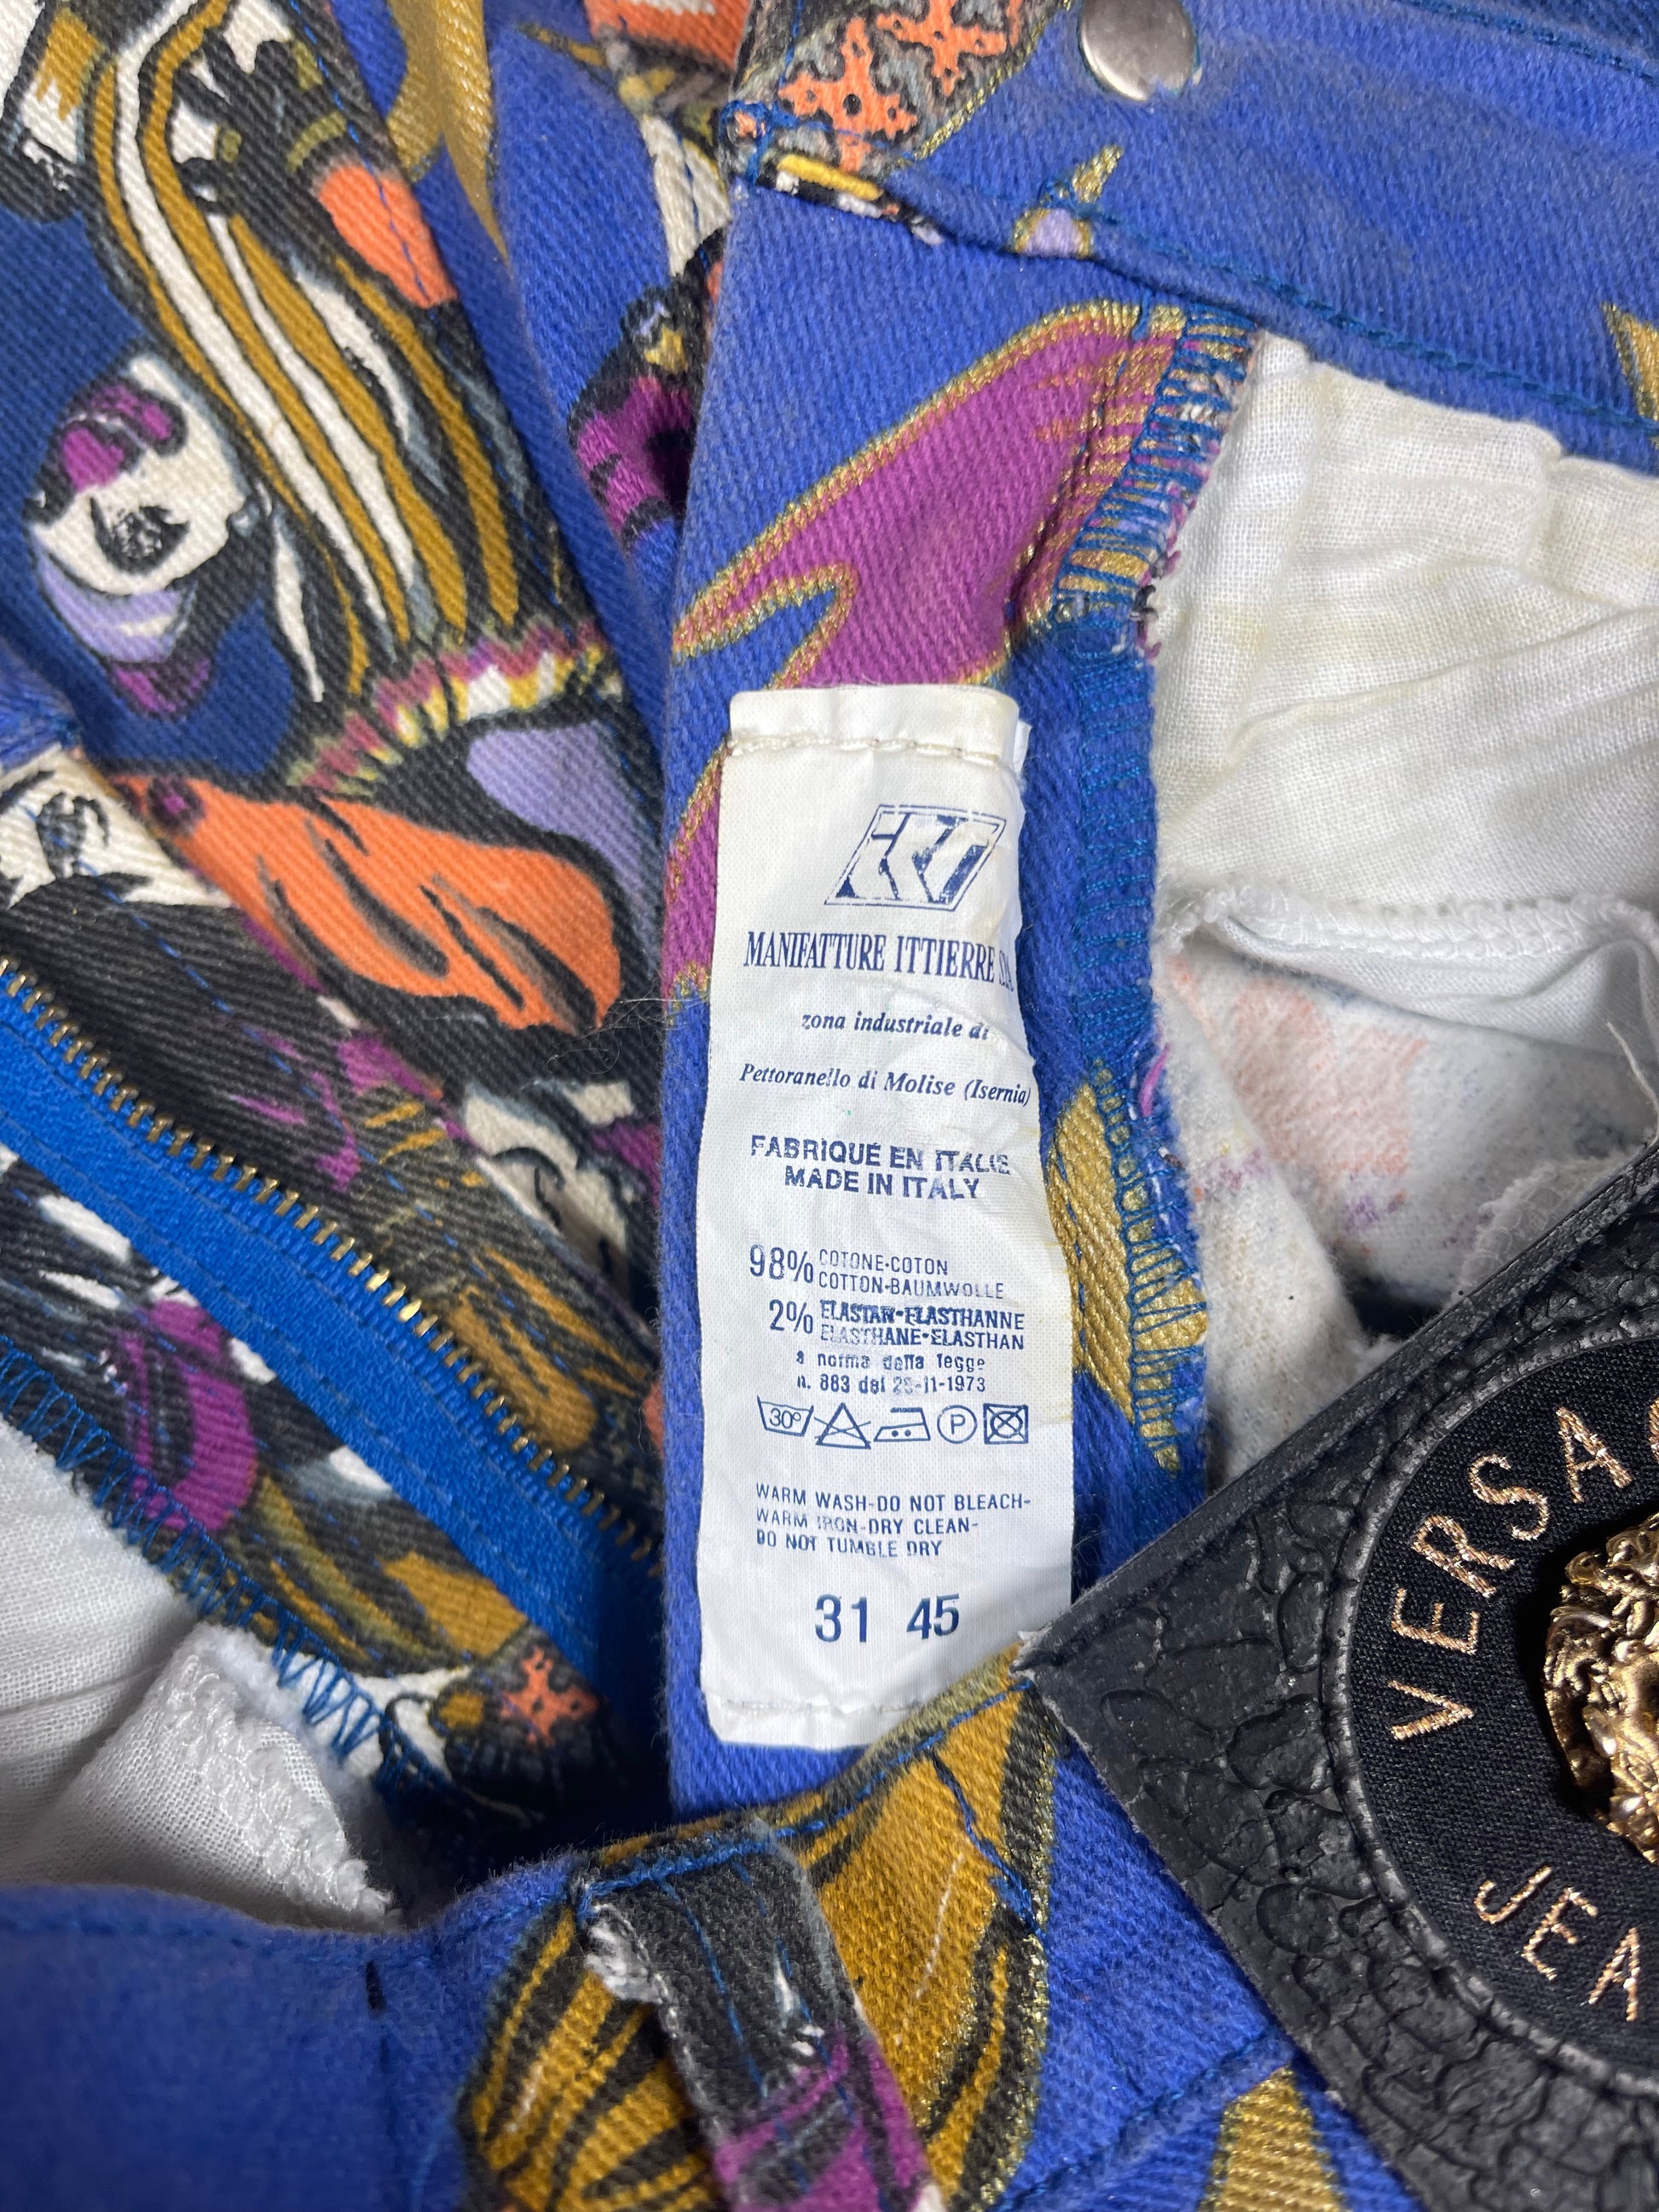 MANIFATTURE ITTIERRE
zona industriale di
Pettoranello di Molise (Isernia)
FABRIQUÉ EN ITALIE
MADE IN ITALY
98% COTONE-COTON
COTTON-BAUMWOLLE
2% ELASTAN-ELASTHANNE
ELASTHANE-ELASTHAN
a norma della legge
n. 883 del 26-11-1973
30° P
WARM WASH-DO NOT BLEACH-
WARM IRON-DRY CLEAN-
DO NOT TUMBLE DRY
31 45
VERSAC
JEA